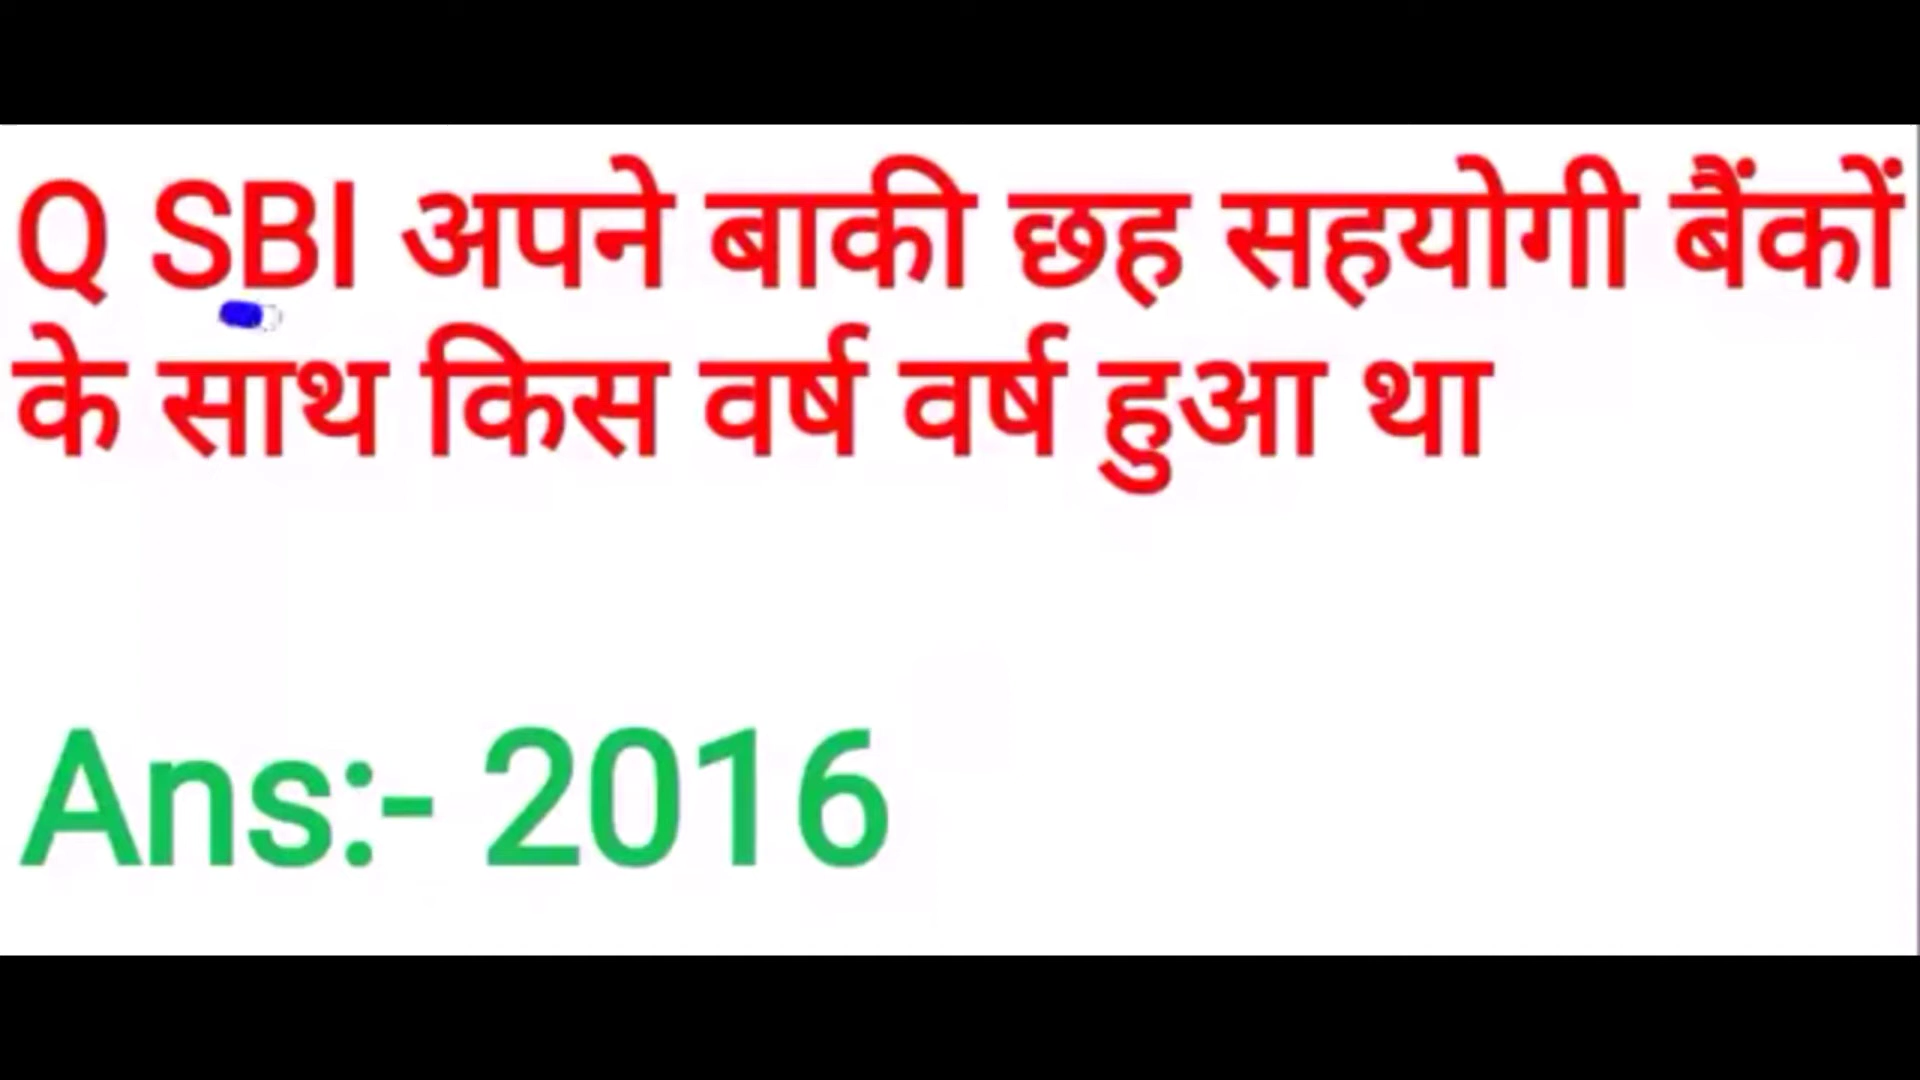 Q SBI अपने बाकी छह सहयोगी बैंकों
के साथ किस वर्ष वर्ष हुआ था
Ans:- 2016